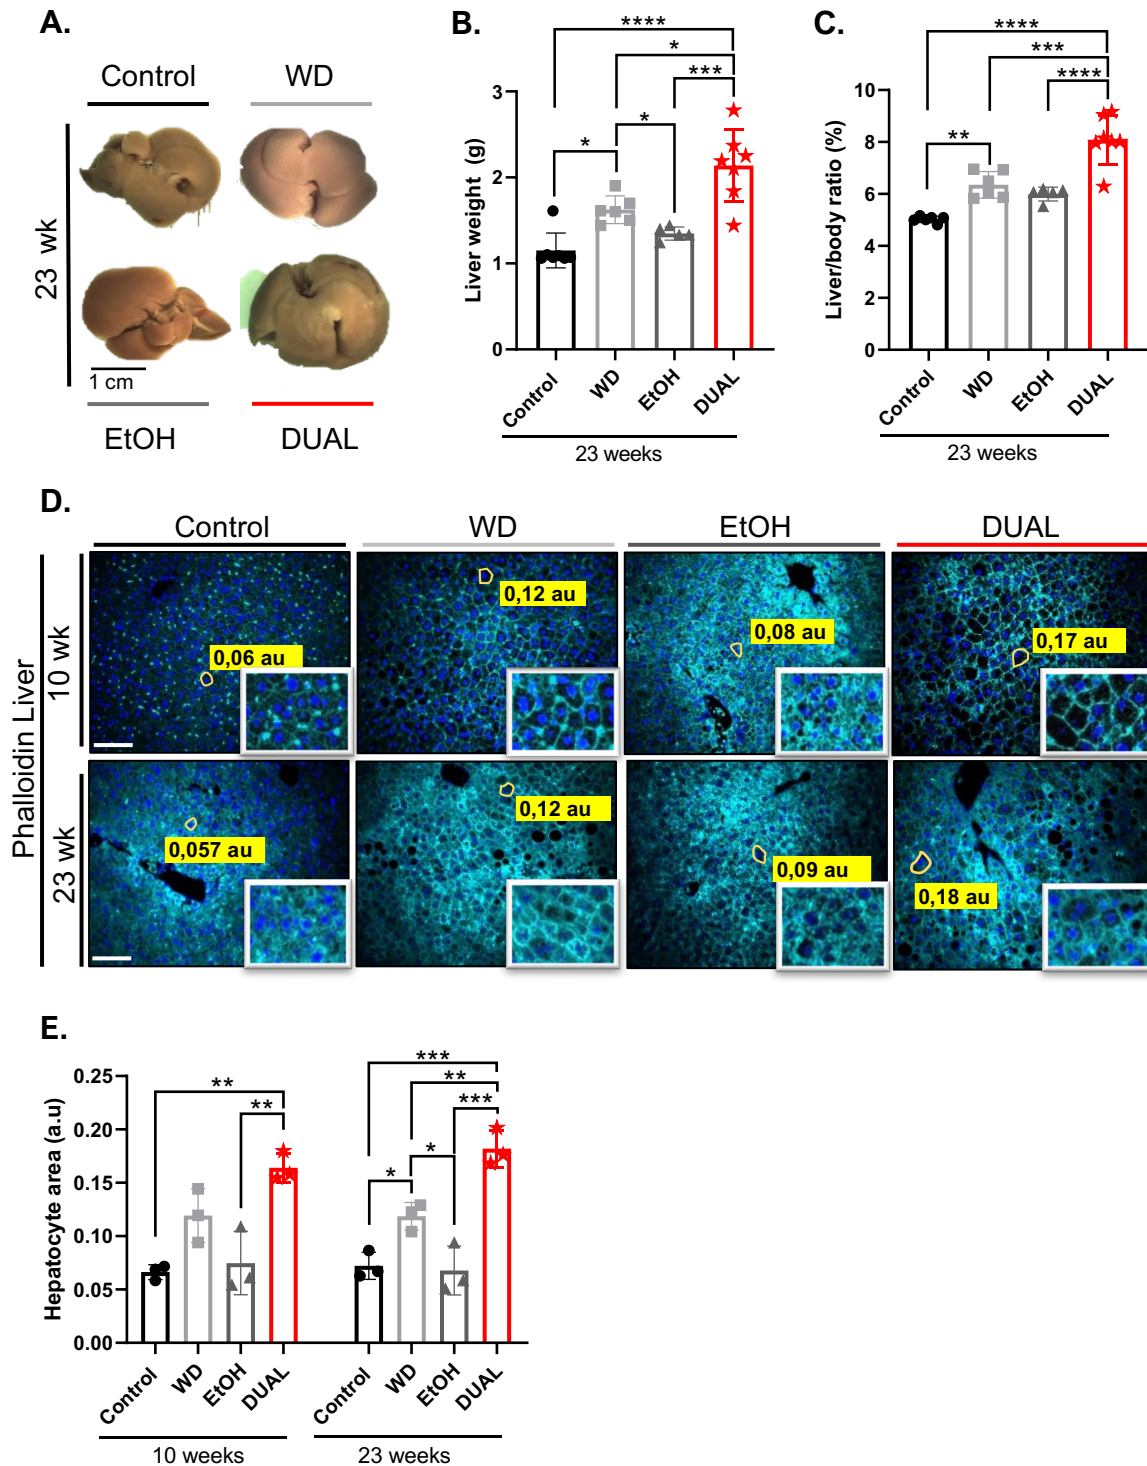 A.
Control
WD
23 wk
1 cm
EtOH
DUAL
B.
****
*
***
*
*
Liver weight (g)
3
2
1
0
Control
WD
EtOH
DUAL
23 weeks
C.
****
***
****
**
Liver/body ratio (%)
10
8
6
4
2
0
Control
WD
EtOH
DUAL
23 weeks
D.
Control
WD
EtOH
DUAL
Phalloidin Liver
10 wk
0,06 au
0,12 au
0,08 au
0,17 au
23 wk
0,057 au
0,12 au
0,09 au
0,18 au
E.
Hepatocyte area (a.u)
0.25
0.20
0.15
0.10
0.05
0.00
**
**
***
**
***
*
*
Control
WD
EtOH
DUAL
Control
WD
EtOH
DUAL
10 weeks
23 weeks